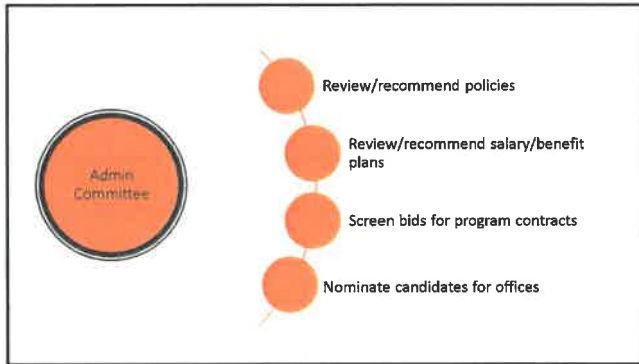 Admin
Committee
Review/recommend policies
Review/recommend salary/benefit
plans
Screen bids for program contracts
Nominate candidates for offices